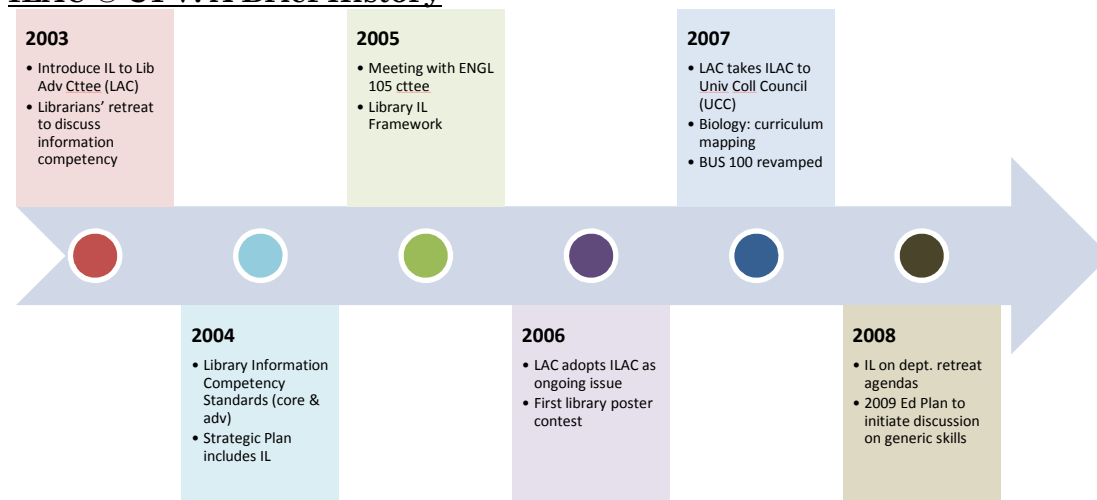 2003
• Introduce IL to Lib
Adv Cttee (LAC)
• Librarians' retreat
to discuss
information
competency
2004
• Library Information
Competency
Standards (core &
adv)
• Strategic Plan
includes IL
2005
• Meeting with ENGL
105 cttee
• Library IL
Framework
2006
• LAC adopts ILAC as
ongoing issue
• First library poster
contest
2007
• LAC takes ILAC to
Univ Coll Council
(UCC)
• Biology: curriculum
mapping
• BUS 100 revamped
2008
• IL on dept. retreat
agendas
• 2009 Ed Plan to
initiate discussion
on generic skills